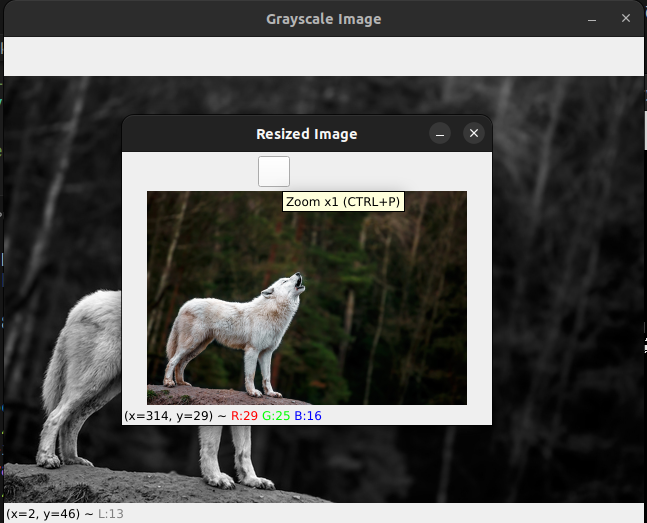 Grayscale Image
Resized Image
Zoom x1 (CTRL+P)
(x=314, y=29) ~ R:29 G:25 B:16
(x=2, y=46) ~ L:13